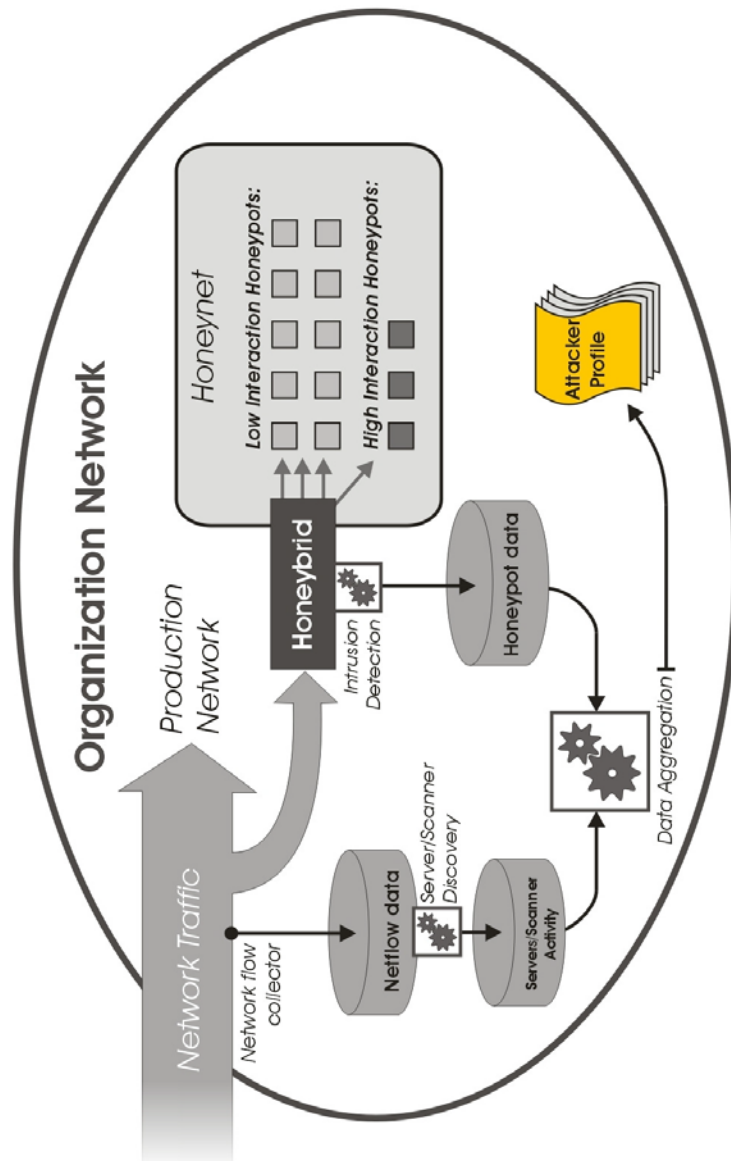 Organization Network
Network Traffic
Production
Network
Honeynet
Low Interaction Honeypots:
High Interaction Honeypots:
Honeybrid
Intrusion
Detection
Network flow
collector
Netflow data
Server/Scanner
Discovery
Servers/Scanner
Activity
Honeypot data
Data Aggregation
Attacker
Profile